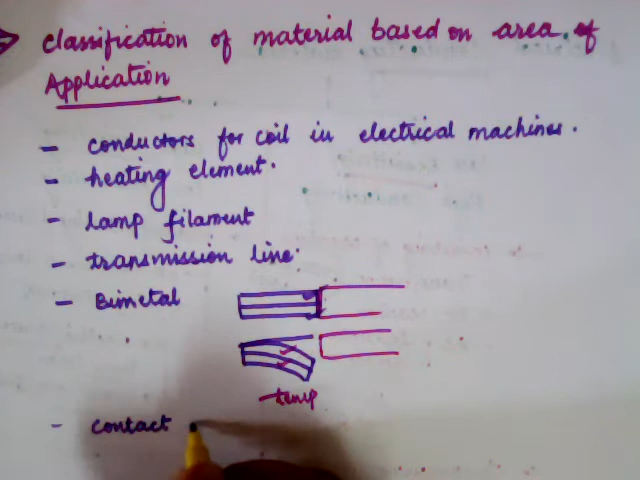 Classification of material based on area of
Application
- conductors for coil in electrical machines.
- heating element.
- lamp filament
- transmission line.
- Bimetal
temp
- contact